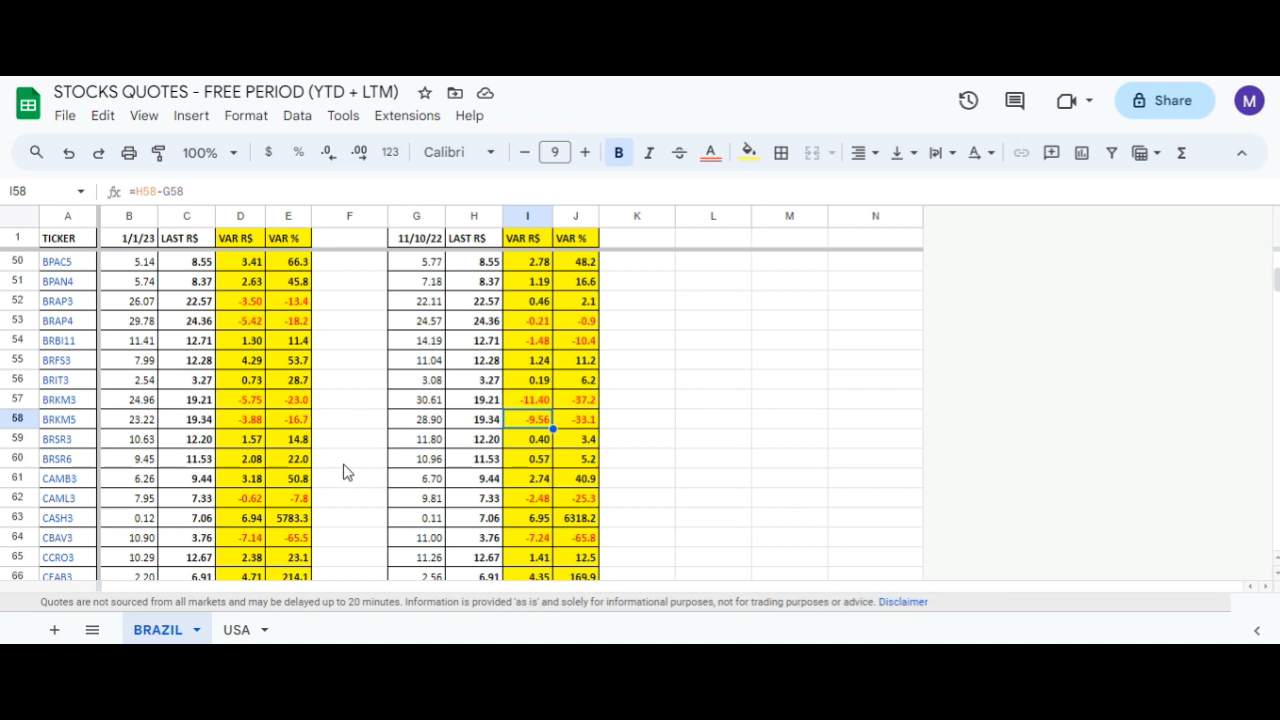 STOCKS QUOTES - FREE PERIOD (YTD + LTM)
File Edit View Insert Format Data Tools Extensions Help
Share M
100% $ % .0 .00 123 Calibri 9 B I A
I58 fx =H58-G58
A B C D E F G H I J K L M N
1 TICKER 1/1/23 LAST R$ VAR R$ VAR % 11/10/22 LAST R$ VAR R$ VAR %
50 BPAC5 5.14 8.55 3.41 66.3 5.77 8.55 2.78 48.2
51 BPAN4 5.74 8.37 2.63 45.8 7.18 8.37 1.19 16.6
52 BRAP3 26.07 22.57 -3.50 -13.4 22.11 22.57 0.46 2.1
53 BRAP4 29.78 24.36 -5.42 -18.2 24.57 24.36 -0.21 -0.9
54 BRBI11 11.41 12.71 1.30 11.4 14.19 12.71 -1.48 -10.4
55 BRFS3 7.99 12.28 4.29 53.7 11.04 12.28 1.24 11.2
56 BRIT3 2.54 3.27 0.73 28.7 3.08 3.27 0.19 6.2
57 BRKM3 24.96 19.21 -5.75 -23.0 30.61 19.21 -11.40 -37.2
58 BRKM5 23.22 19.34 -3.88 -16.7 28.90 19.34 -9.56 -33.1
59 BRSR3 10.63 12.20 1.57 14.8 11.80 12.20 0.40 3.4
60 BRSR6 9.45 11.53 2.08 22.0 10.96 11.53 0.57 5.2
61 CAMB3 6.26 9.44 3.18 50.8 6.70 9.44 2.74 40.9
62 CAML3 7.95 7.33 -0.62 -7.8 9.81 7.33 -2.48 -25.3
63 CASH3 0.12 7.06 6.94 5783.3 0.11 7.06 6.95 6318.2
64 CBAV3 10.90 3.76 -7.14 -65.5 11.00 3.76 -7.24 -65.8
65 CCRO3 10.29 12.67 2.38 23.1 11.26 12.67 1.41 12.5
66 CEAB3 2.20 6.91 4.71 214.1 2.56 6.91 4.35 169.9
Quotes are not sourced from all markets and may be delayed up to 20 minutes. Information is provided 'as is' and solely for informational purposes, not for trading purposes or advice. Disclaimer
BRAZIL USA